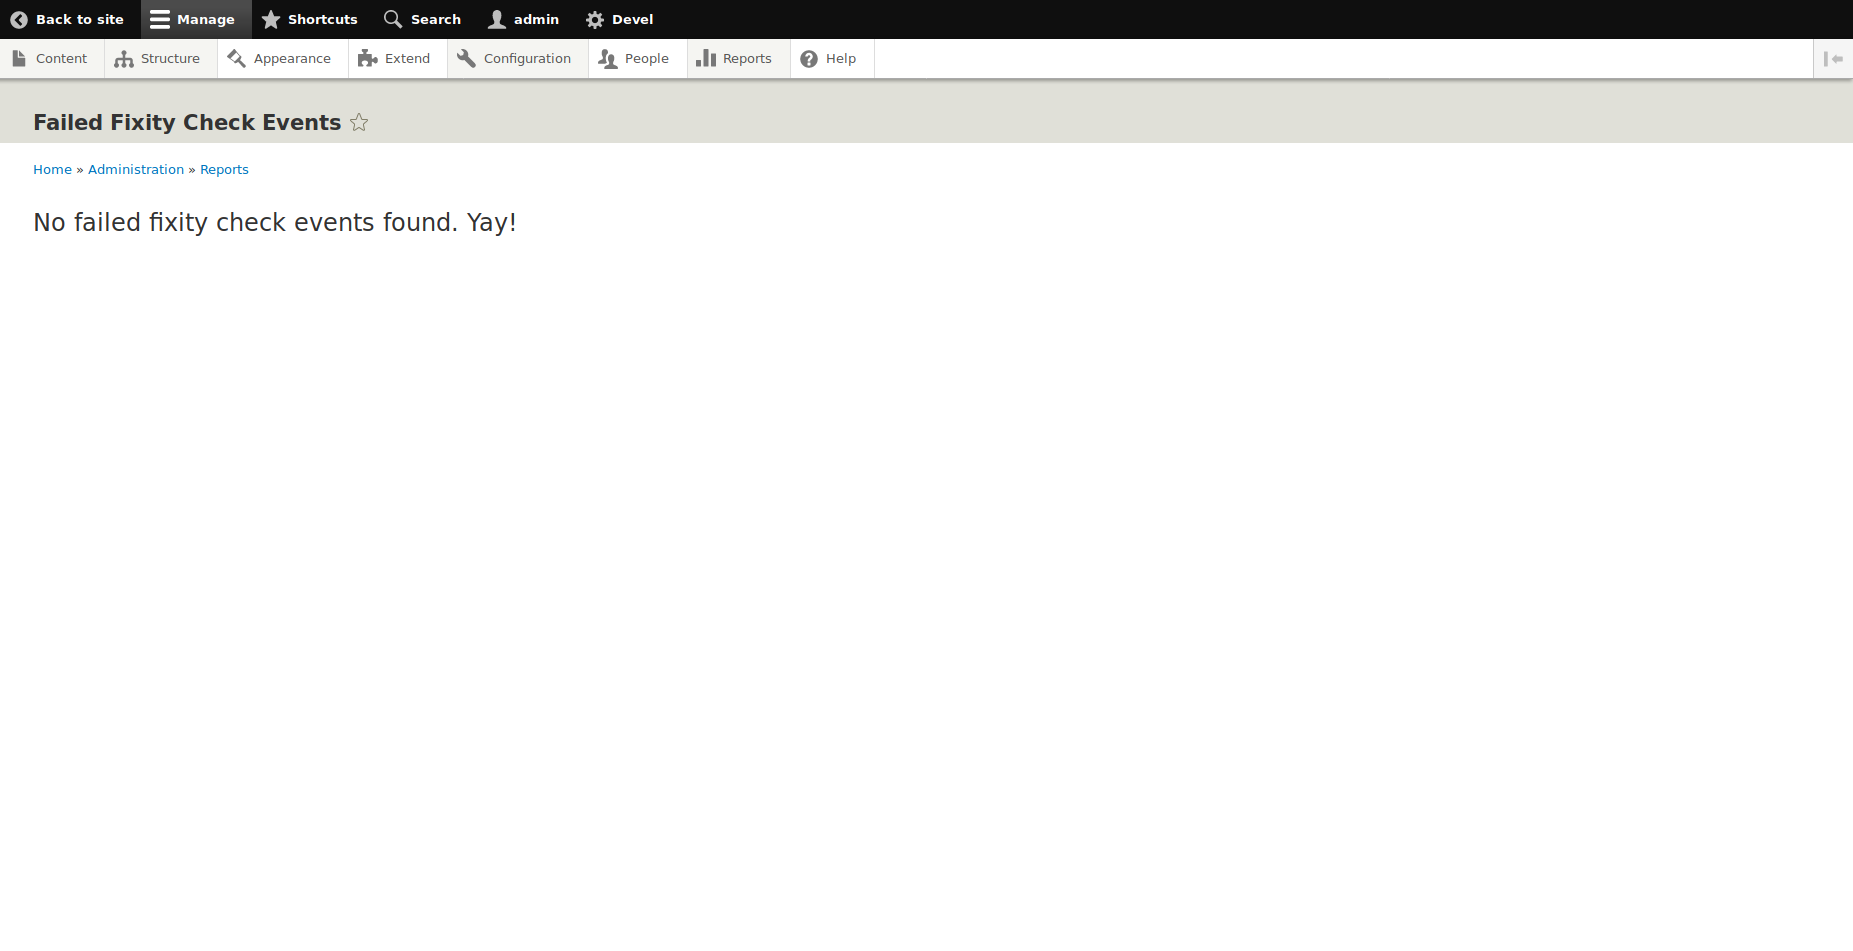 Back to site Manage Shortcuts Search admin Devel
Content Structure Appearance Extend Configuration People Reports Help
Failed Fixity Check Events
Home » Administration » Reports
No failed fixity check events found. Yay!